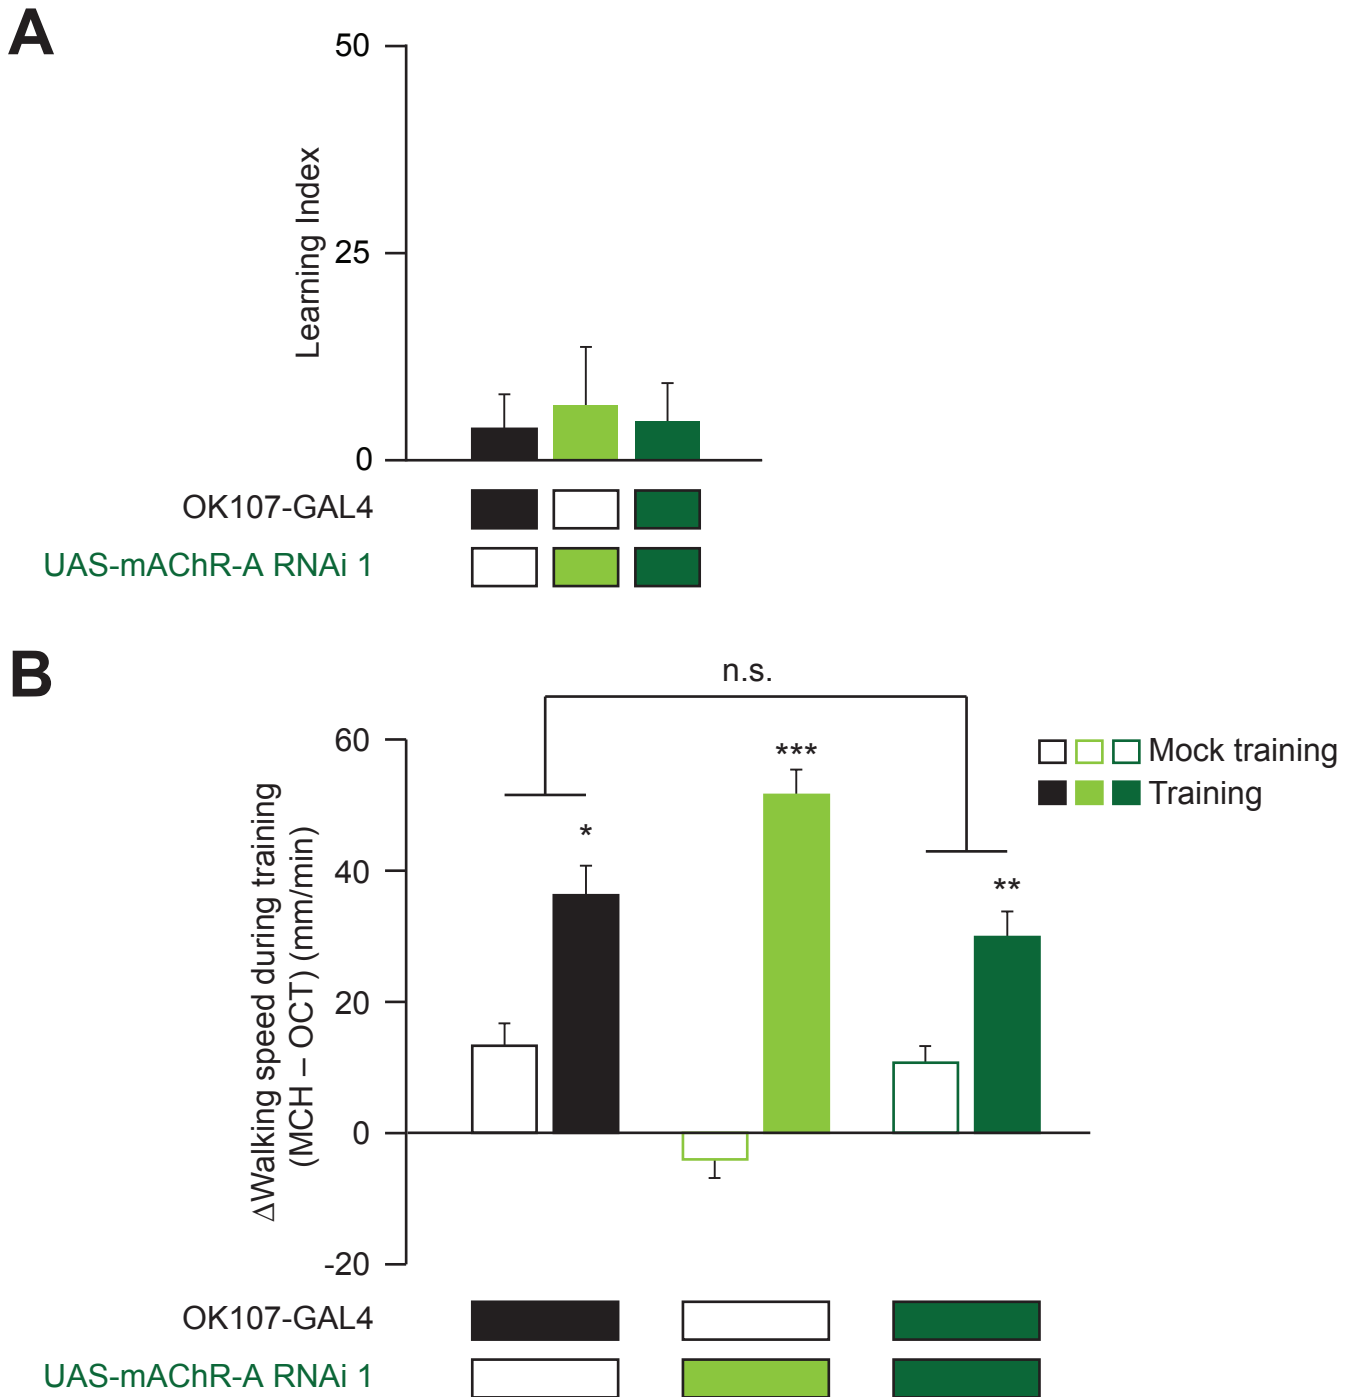 A
50
25
0
Learning Index
OK107-GAL4
UAS-mAChR-A RNAi 1
B
n.s.
60
40
20
0
-20
ΔWalking speed during training
(MCH – OCT) (mm/min)
*
***
**
Mock training
Training
OK107-GAL4
UAS-mAChR-A RNAi 1